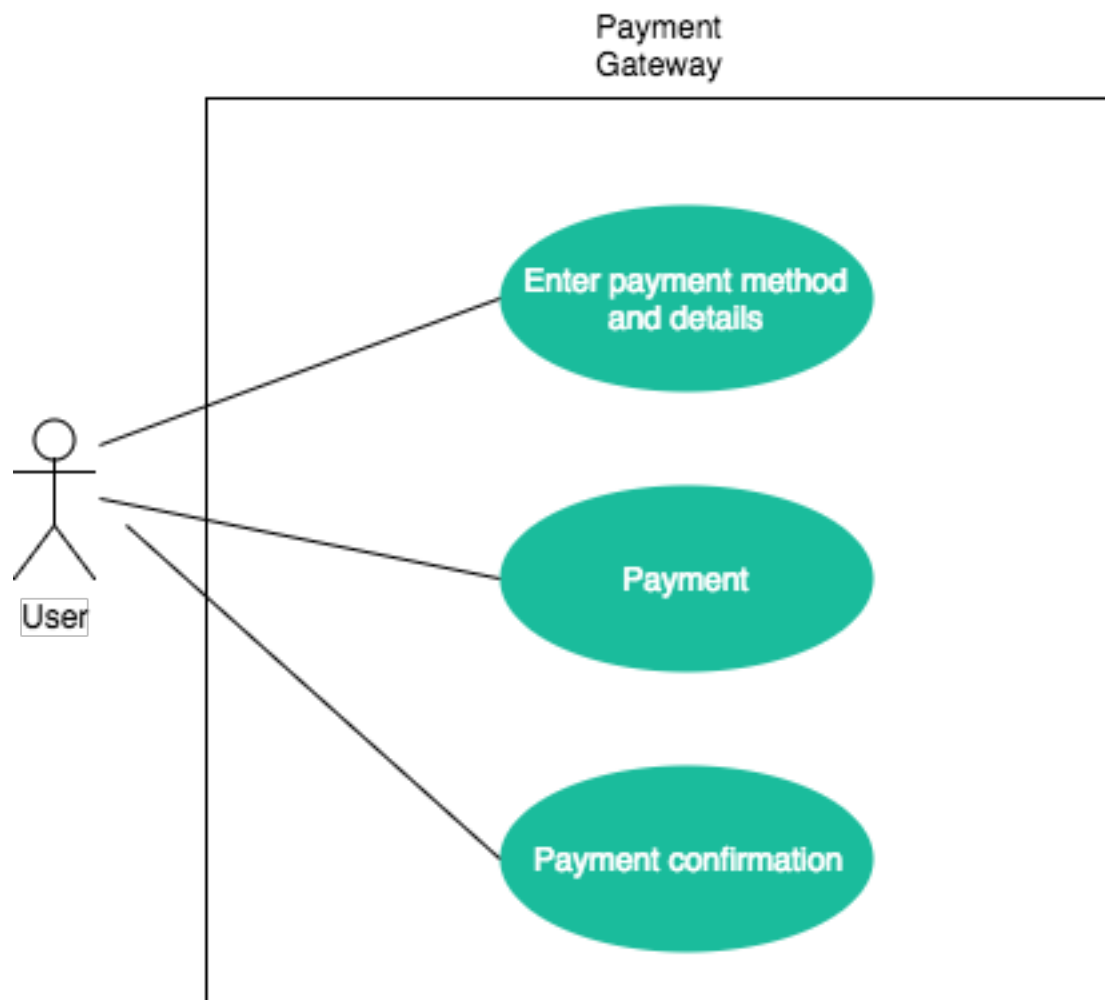 Payment
Gateway
Enter payment method
and details
User
Payment
Payment confirmation